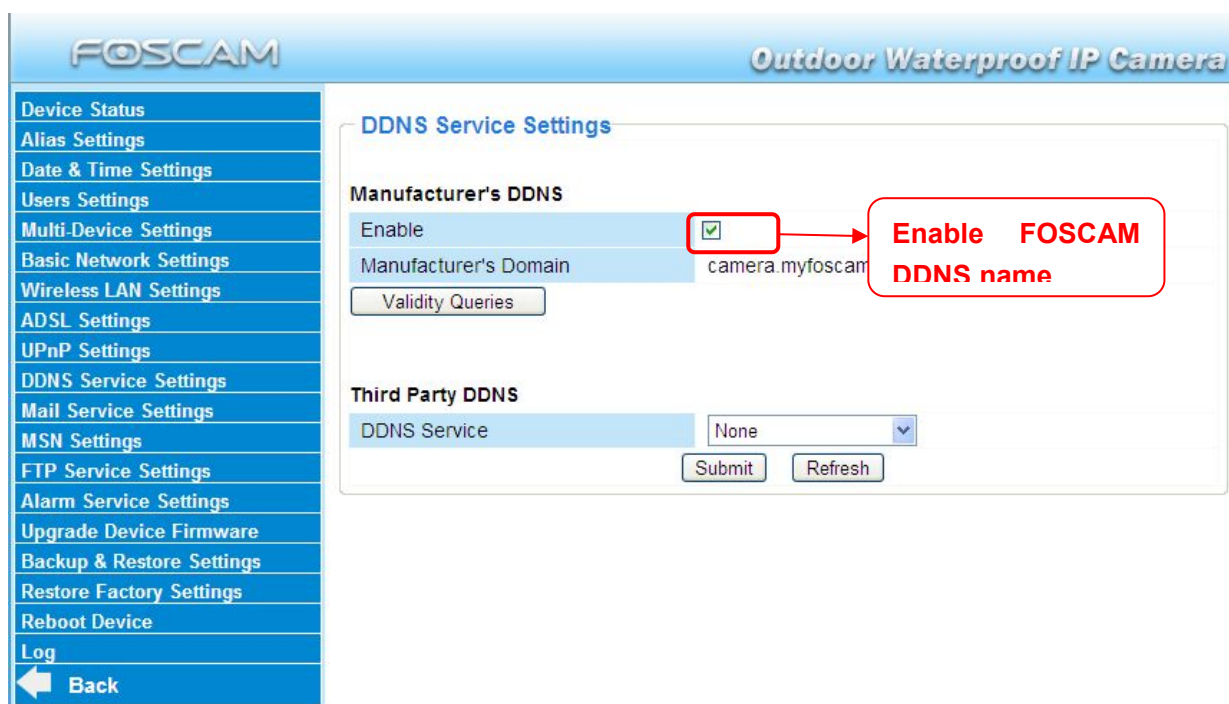 FOSCAM
Outdoor Waterproof IP Camera
Device Status
Alias Settings
Date & Time Settings
Users Settings
Multi-Device Settings
Basic Network Settings
Wireless LAN Settings
ADSL Settings
UPnP Settings
DDNS Service Settings
Mail Service Settings
MSN Settings
FTP Service Settings
Alarm Service Settings
Upgrade Device Firmware
Backup & Restore Settings
Restore Factory Settings
Reboot Device
Log
Back
DDNS Service Settings
Manufacturer's DDNS
Enable
Manufacturer's Domain camera.myfoscam
Validity Queries
Enable FOSCAM
DDNS name
Third Party DDNS
DDNS Service None
Submit Refresh